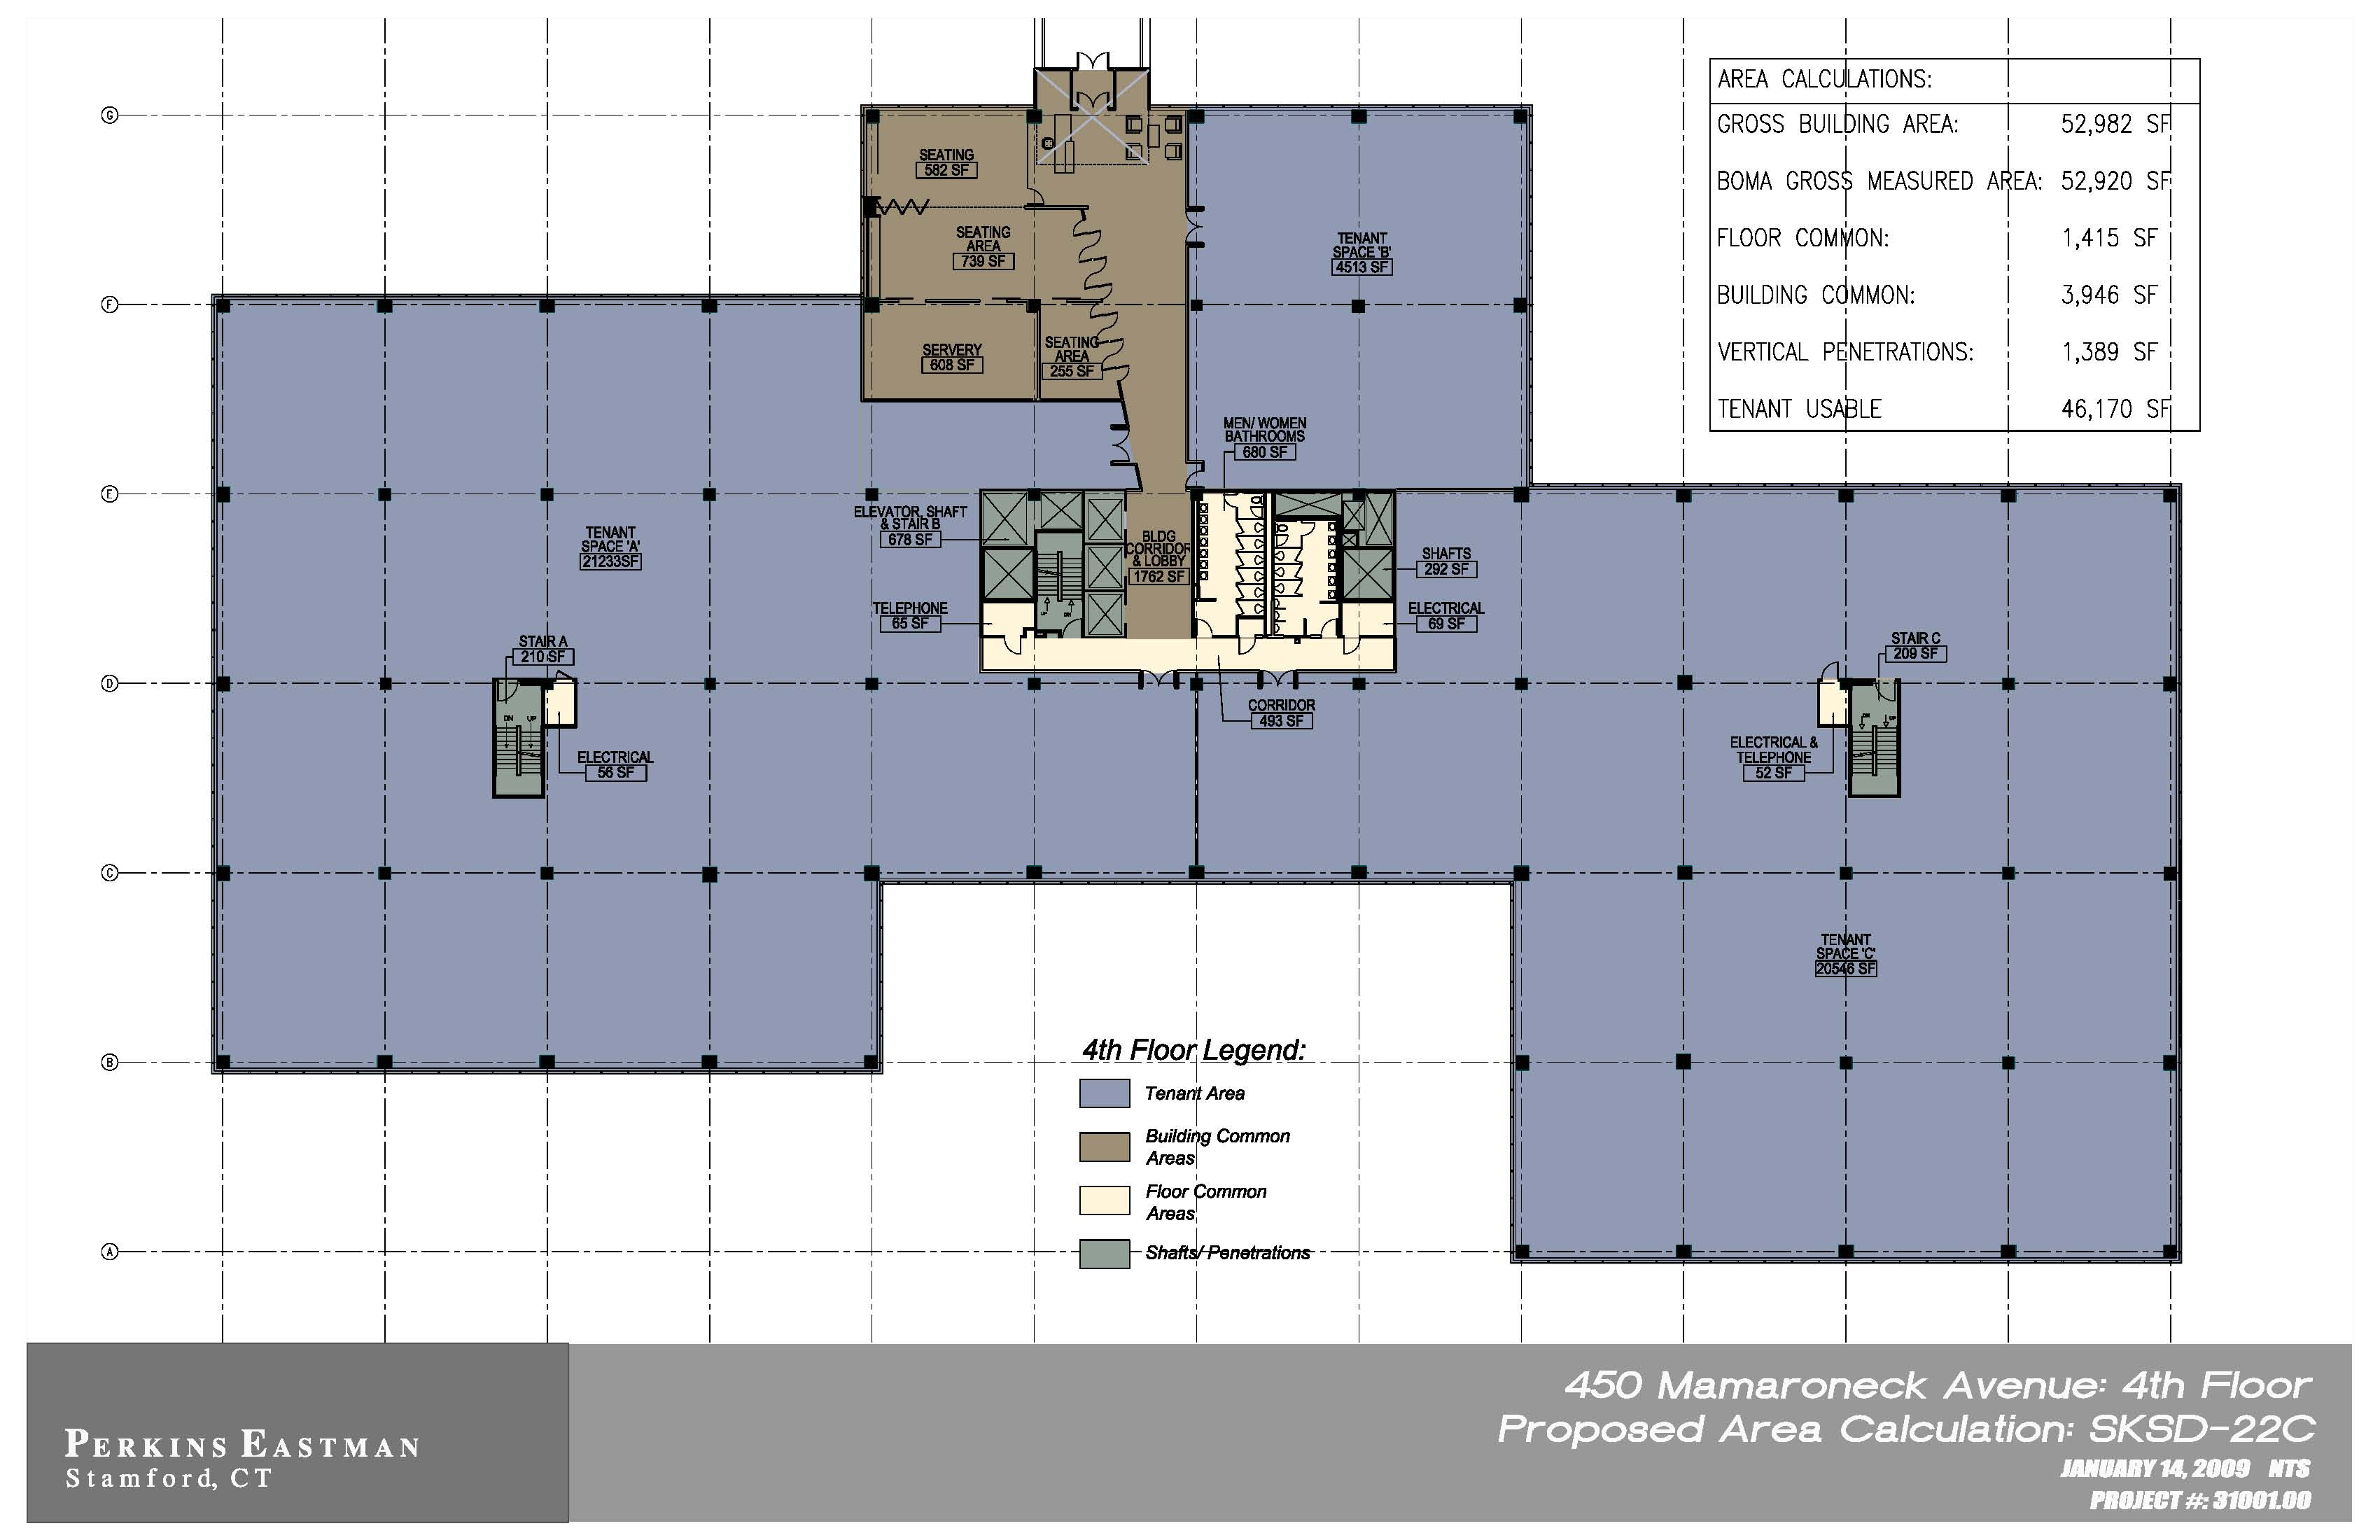 AREA CALCULATIONS:
GROSS BUILDING AREA: 52,982 SF
BOMA GROSS MEASURED AREA: 52,920 SF
FLOOR COMMON: 1,415 SF
BUILDING COMMON: 3,946 SF
VERTICAL PENETRATIONS: 1,389 SF
TENANT USABLE 46,170 SF
G
F
E
D
C
B
A
SEATING
582 SF
SEATING
AREA
739 SF
TENANT
SPACE 'B'
4513 SF
SERVERY
608 SF
SEATING
AREA
255 SF
MEN/ WOMEN
BATHROOMS
680 SF
ELEVATOR, SHAFT
& STAIR B
678 SF
TENANT
SPACE 'A'
21233SF
BLDG
CORRIDOR
& LOBBY
1762 SF
SHAFTS
292 SF
TELEPHONE
65 SF
ELECTRICAL
69 SF
UP
DN
STAIR A
210 SF
STAIR C
209 SF
DN
UP
DN
UP
CORRIDOR
493 SF
ELECTRICAL
56 SF
ELECTRICAL &
TELEPHONE
52 SF
TENANT
SPACE 'C'
20546 SF
4th Floor Legend:
Tenant Area
Building Common
Areas
Floor Common
Areas
Shafts/ Penetrations
PERKINS EASTMAN
Stamford, CT
450 Mamaroneck Avenue: 4th Floor
Proposed Area Calculation: SKSD-22C
JANUARY 14, 2009 NTS
PROJECT #: 31001.00